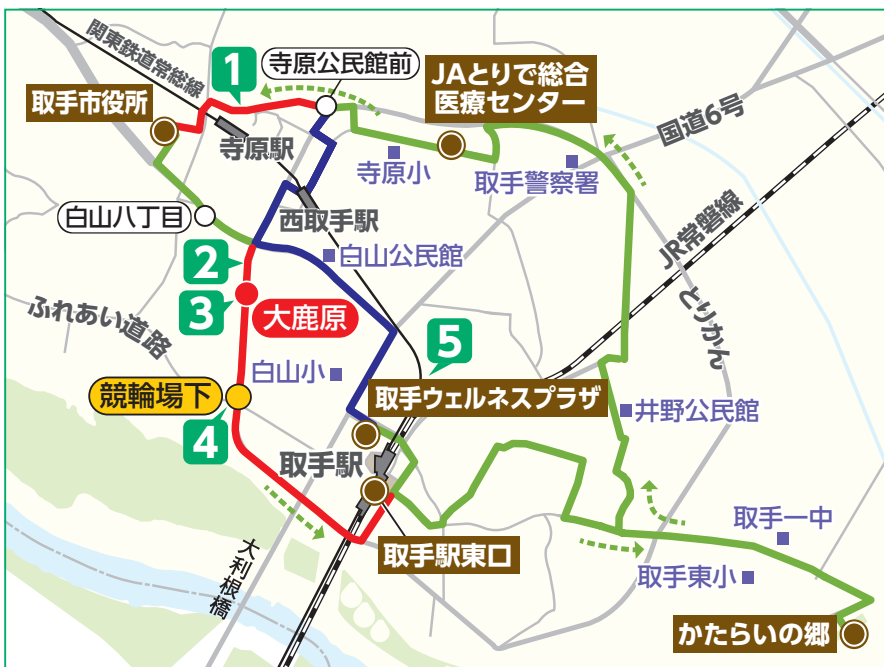 関東鉄道常総線
1
寺原公民館前
JAとりで総合
医療センター
取手市役所
国道6号
寺原駅
寺原小
取手警察署
西取手駅
白山八丁目
JR常磐線
2
白山公民館
3
大鹿原
とりかん
ふれあい道路
5
白山小
競輪場下
取手ウェルネスプラザ
井野公民館
4
取手駅
取手一中
大利根橋
取手駅東口
取手東小
かたらいの郷